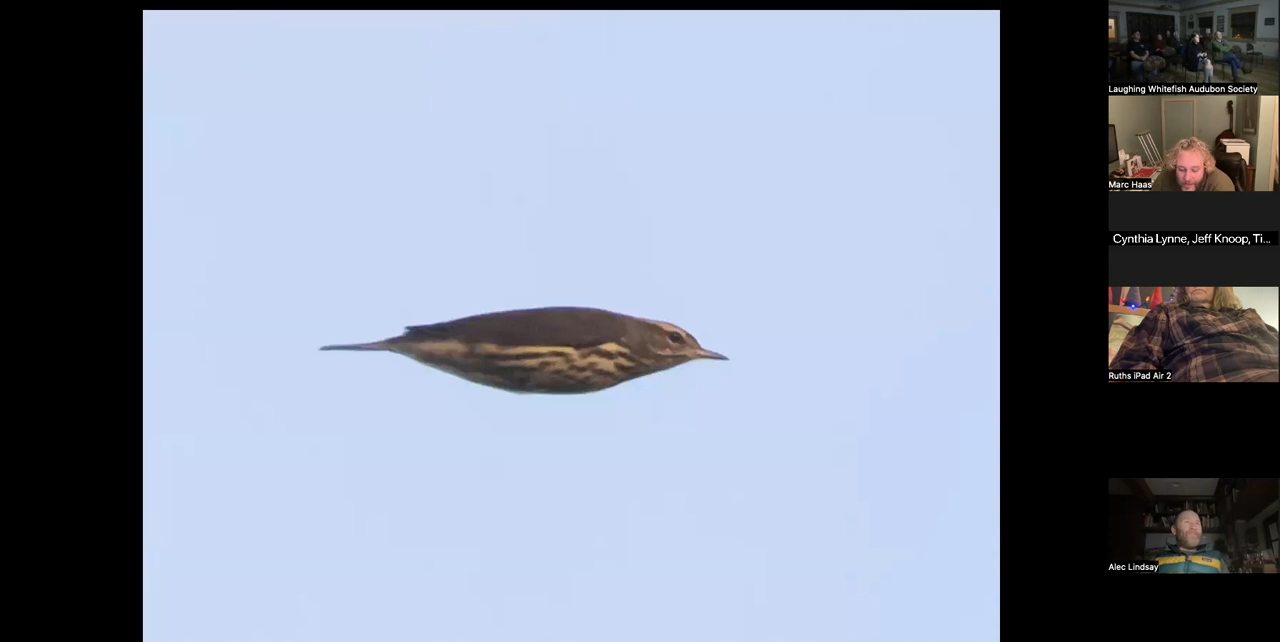 Laughing Whitefish Audubon Society
Marc Haas
Cynthia Lynne, Jeff Knoop, Ti...
Ruths iPad Air 2
Alec Lindsay